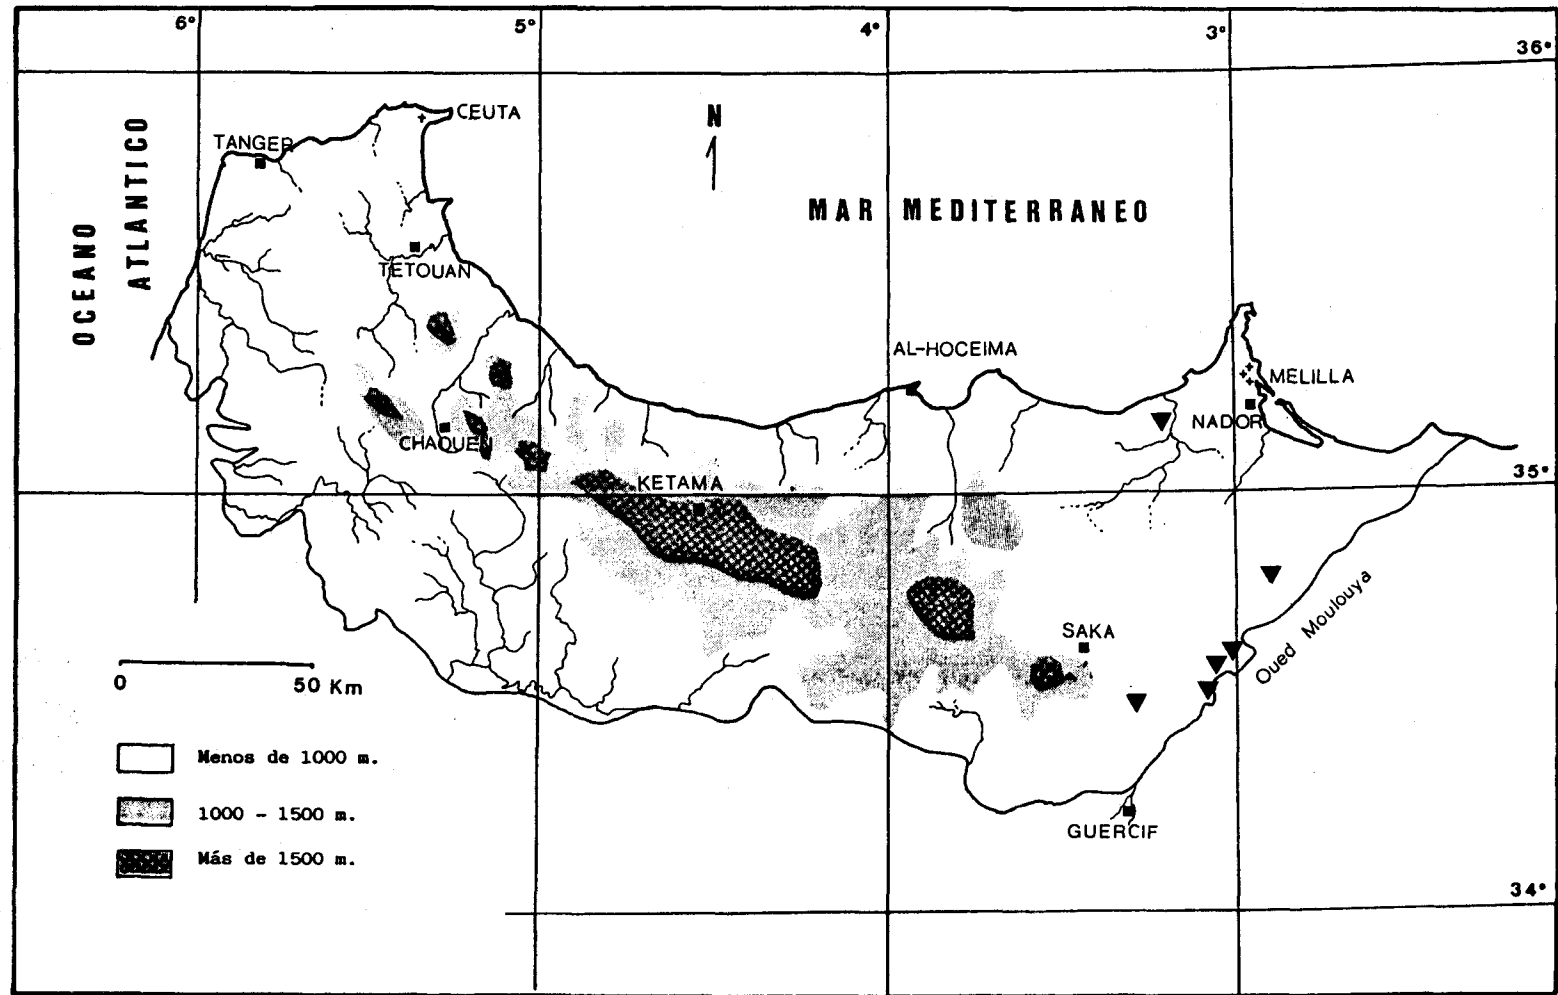 6°
5°
4°
3°
36°
CEUTA
TANGER
N
OCEANO
ATLANTICO
MAR MEDITERRANEO
TETOUAN
AL-HOCEIMA
MELILLA
NADOR
CHAOUEN
35°
KETAMA
Oued Moulouya
SAKA
0 50 Km
Menos de 1000 m.
1000 - 1500 m.
GUERCIF
Más de 1500 m.
34°